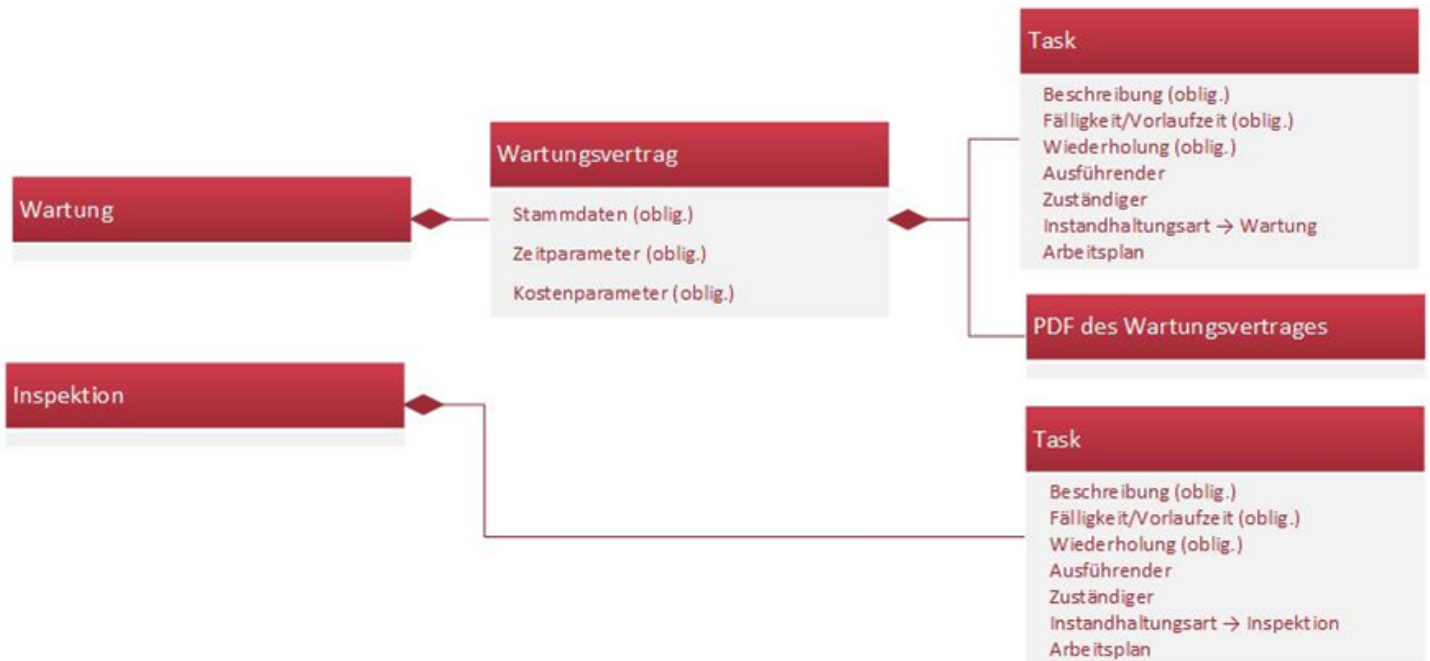 Wartung
Wartungsvertrag
Stammdaten (oblig.)
Zeitparameter (oblig.)
Kostenparameter (oblig.)
Task
Beschreibung (oblig.)
Fälligkeit/Vorlaufzeit (oblig.)
Wiederholung (oblig.)
Ausführender
Zuständiger
Instandhaltungsart → Wartung
Arbeitsplan
PDF des Wartungsvertrages
Inspektion
Task
Beschreibung (oblig.)
Fälligkeit/Vorlaufzeit (oblig.)
Wiederholung (oblig.)
Ausführender
Zuständiger
Instandhaltungsart → Inspektion
Arbeitsplan